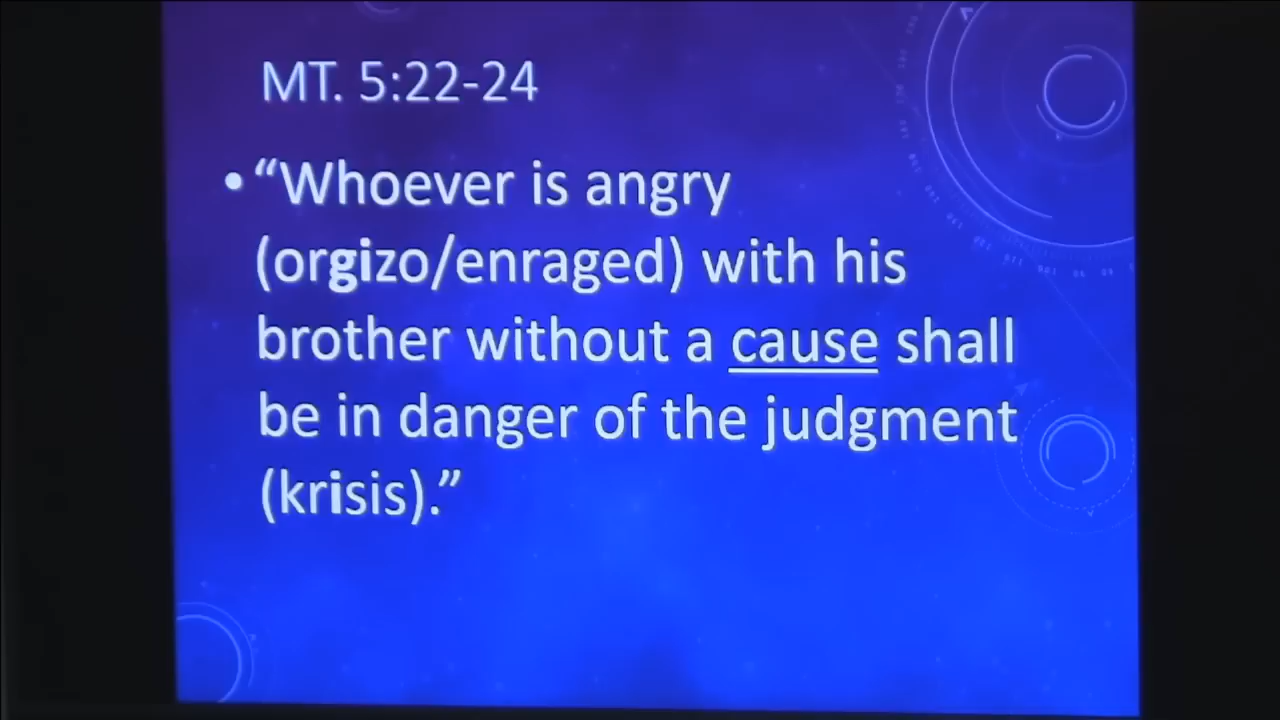 MT. 5:22-24
• “Whoever is angry
(orgizo/enraged) with his
brother without a cause shall
be in danger of the judgment
(krisis).”